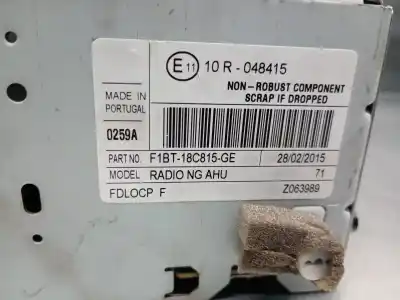 E 11 10 R - 048415
NON-ROBUST COMPONENT
SCRAP IF DROPPED
MADE IN
PORTUGAL
0259A
PART NO. F1BT-18C815-GE 28/02/2015
MODEL RADIO NG AHU 71
FDLOCP F Z063989